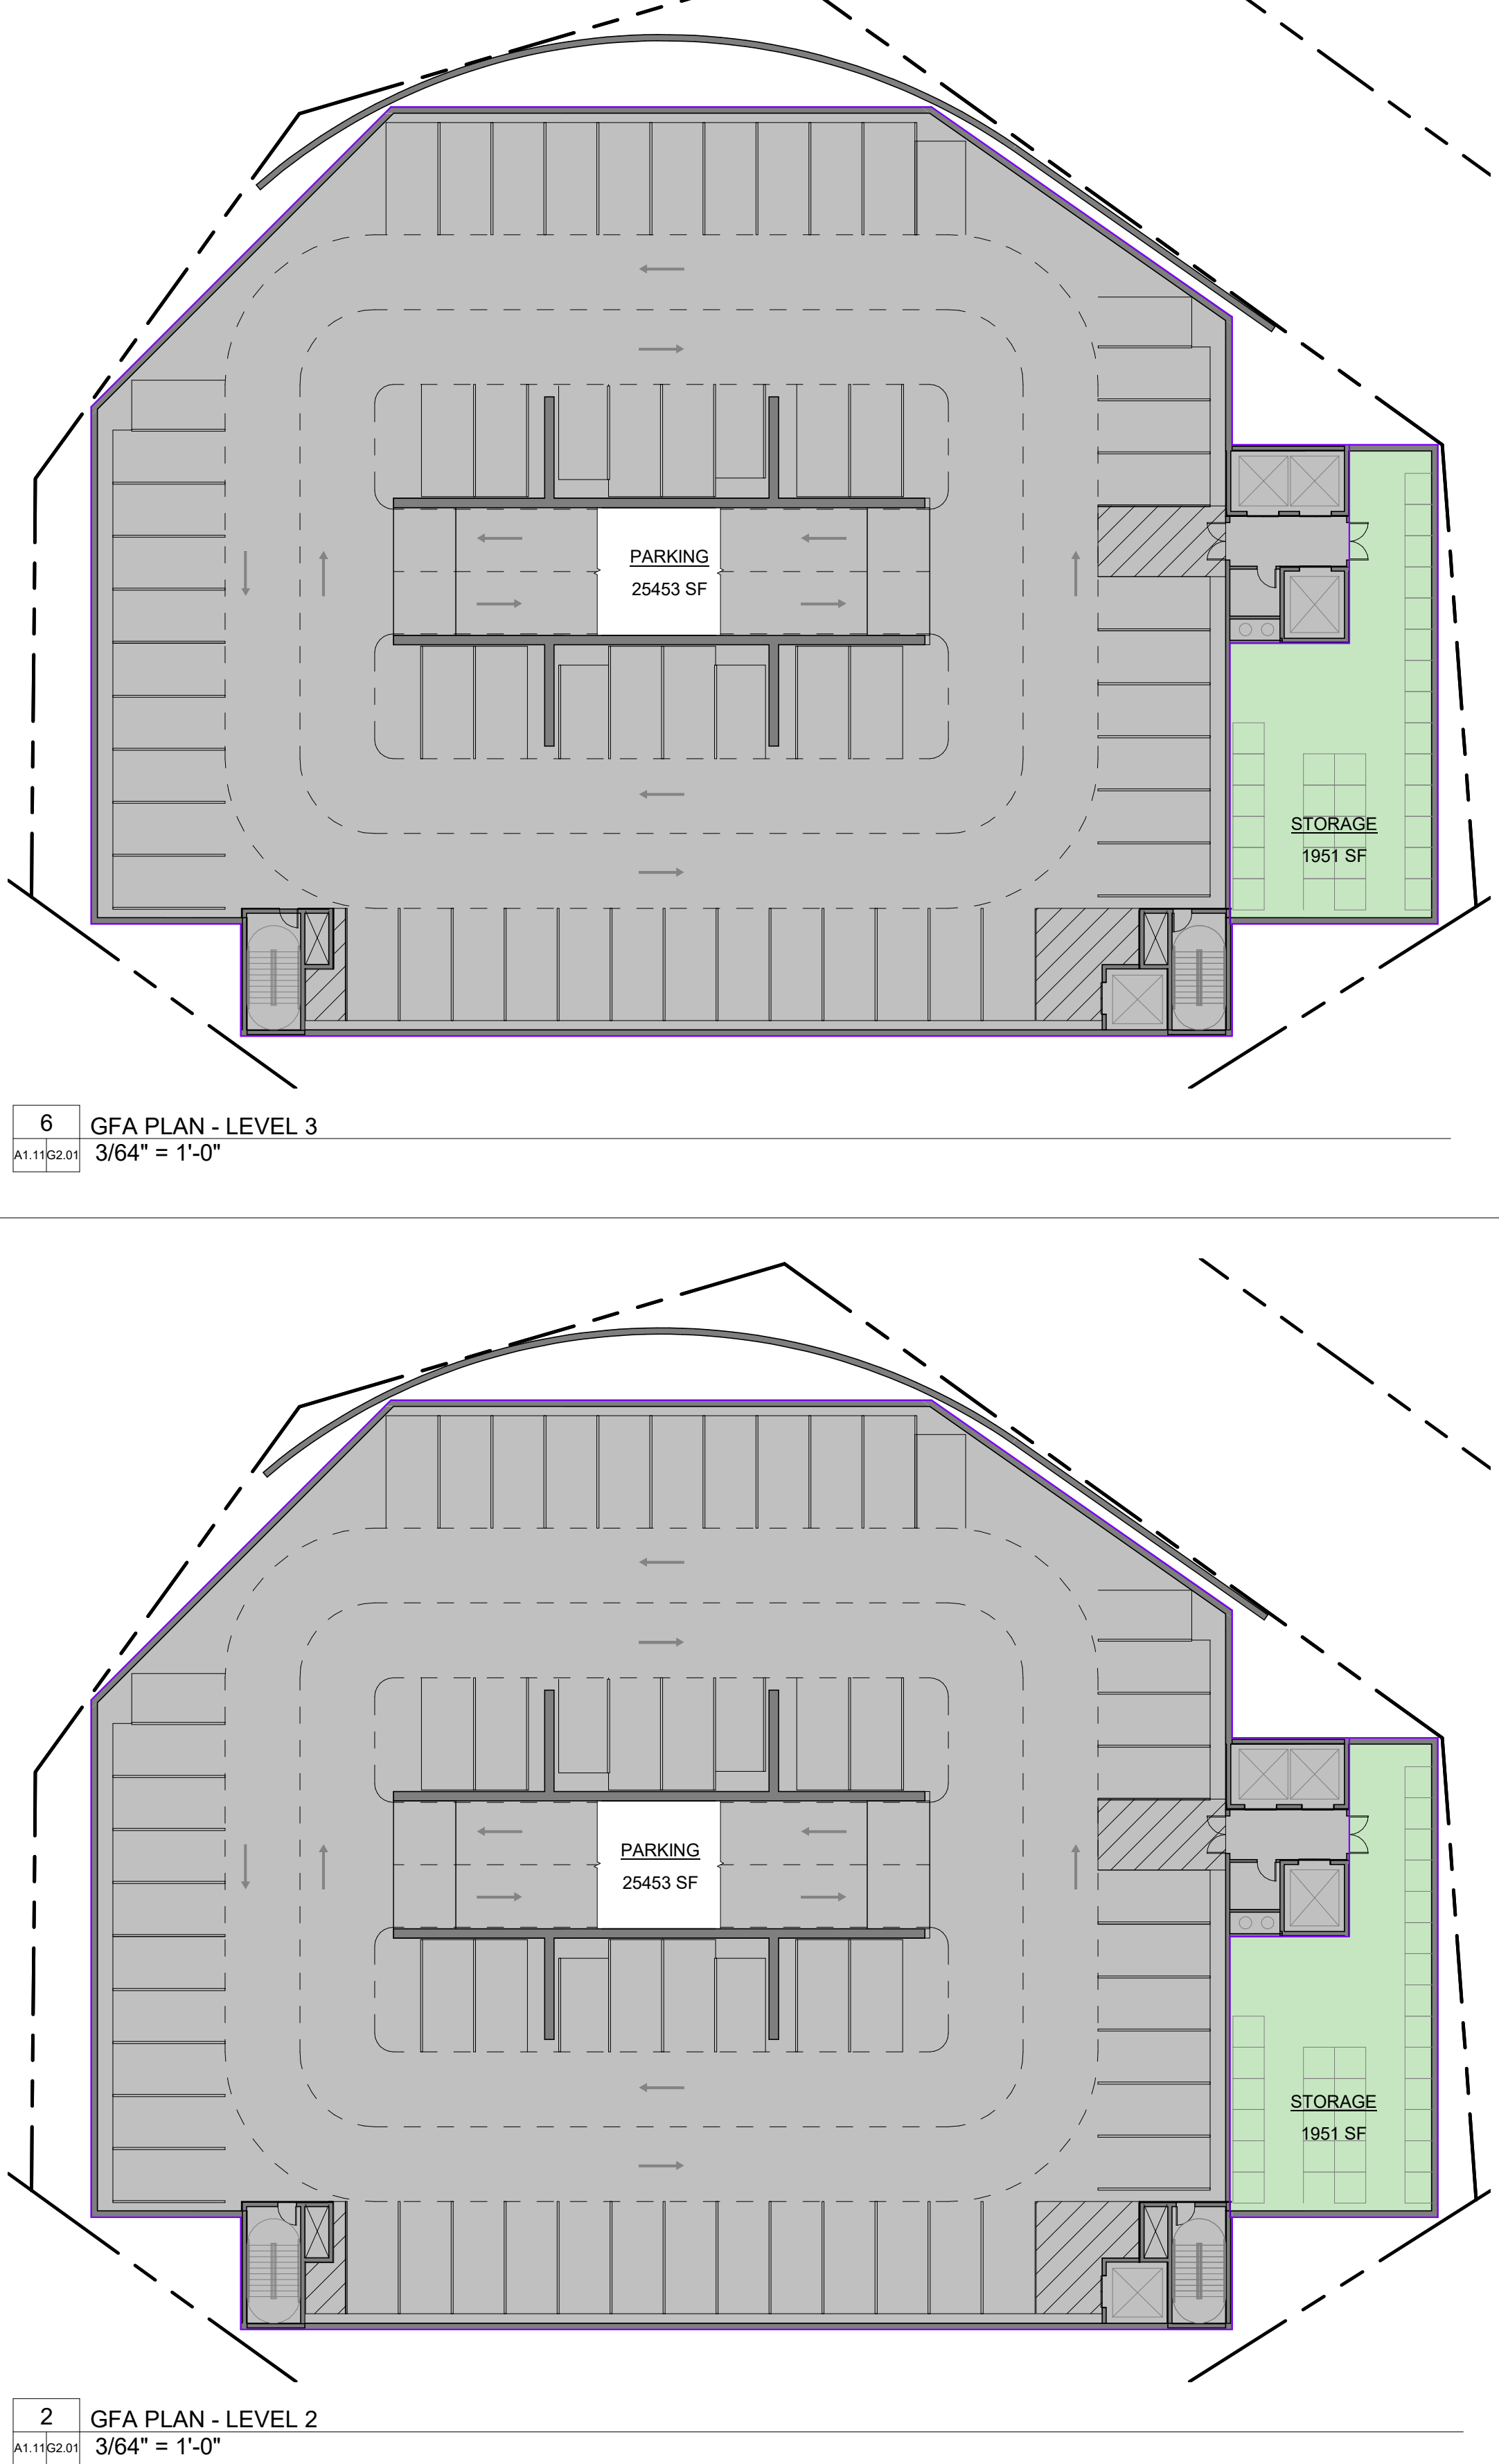 PARKING
25453 SF
STORAGE
1951 SF
6
GFA PLAN - LEVEL 3
A1.11 G2.01
3/64" = 1'-0"
PARKING
25453 SF
STORAGE
1951 SF
2
GFA PLAN - LEVEL 2
A1.11 G2.01
3/64" = 1'-0"